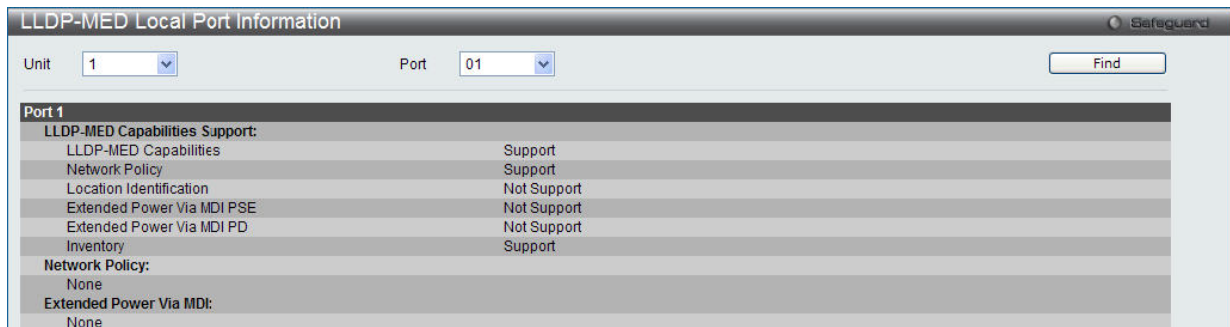 LLDP-MED Local Port Information Safeguard
Unit 1 Port 01 Find
Port 1
LLDP-MED Capabilities Support:
LLDP-MED Capabilities Support
Network Policy Support
Location Identification Not Support
Extended Power Via MDI PSE Not Support
Extended Power Via MDI PD Not Support
Inventory Support
Network Policy:
None
Extended Power Via MDI:
None